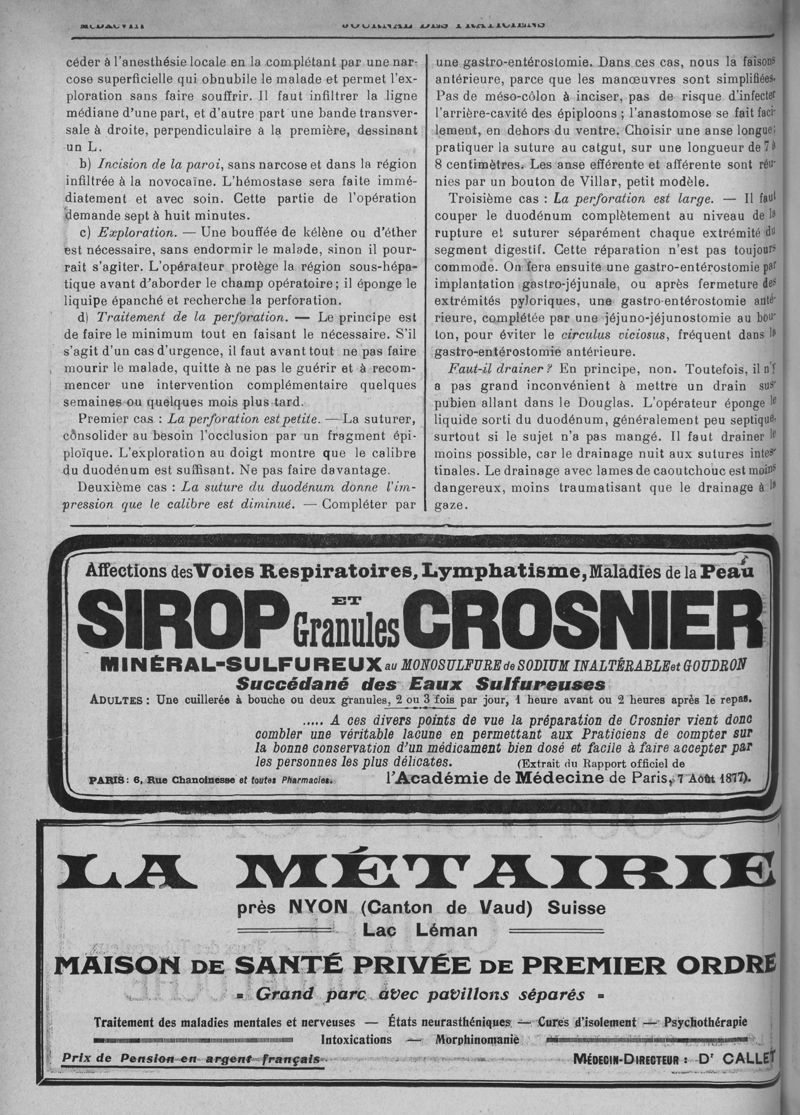 JOURNAL DES PRATICIENS
céder à l'anesthésie locale en la complétant par une nar-
cose superficielle qui obnubile le malade et permet l'ex-
ploration sans faire souffrir. Il faut infiltrer la ligne
médiane d'une part, et d'autre part une bande transver-
sale à droite, perpendiculaire à la première, dessinant
un L.
b) Incision de la paroi, sans narcose et dans la région
infiltrée à la novocaïne. L'hémostase sera faite immé-
diatement et avec soin. Cette partie de l'opération
demande sept à huit minutes.
c) Exploration. — Une bouffée de kélène ou d'éther
est nécessaire, sans endormir le malade, sinon il pour-
rait s'agiter. L'opérateur protège la région sous-hépa-
tique avant d'aborder le champ opératoire ; il éponge le
liquipe épanché et recherche la perforation.
d) Traitement de la perforation. — Le principe est
de faire le minimum tout en faisant le nécessaire. S'il
s'agit d'un cas d'urgence, il faut avant tout ne pas faire
mourir le malade, quitte à ne pas le guérir et à recom-
mencer une intervention complémentaire quelques
semaines ou quelques mois plus tard.
Premier cas : La perforation est petite. — La suturer,
consolider au besoin l'occlusion par un fragment épi-
ploïque. L'exploration au doigt montre que le calibre
du duodénum est suffisant. Ne pas faire davantage.
Deuxième cas : La suture du duodénum donne l'im-
pression que le calibre est diminué. — Compléter par
une gastro-entérostomie. Dans ces cas, nous la faisons
antérieure, parce que les manœuvres sont simplifiées.
Pas de méso-côlon à inciser, pas de risque d'infecter
l'arrière-cavité des épiploons ; l'anastomose se fait faci-
lement, en dehors du ventre. Choisir une anse longue;
pratiquer la suture au catgut, sur une longueur de 7 à
8 centimètres. Les anse efférente et afférente sont réu-
nies par un bouton de Villar, petit modèle.
Troisième cas : La perforation est large. — Il faut
couper le duodénum complètement au niveau de la
rupture et suturer séparément chaque extrémité du
segment digestif. Cette réparation n'est pas toujours
commode. On fera ensuite une gastro-entérostomie par
implantation gastro-jéjunale, ou après fermeture des
extrémités pyloriques, une gastro-entérostomie anté-
rieure, complétée par une jéjuno-jéjunostomie au bou-
ton, pour éviter le circulus viciosus, fréquent dans la
gastro-entérostomie antérieure.
Faut-il drainer ? En principe, non. Toutefois, il n'y
a pas grand inconvénient à mettre un drain sus-
pubien allant dans le Douglas. L'opérateur éponge le
liquide sorti du duodénum, généralement peu septique,
surtout si le sujet n'a pas mangé. Il faut drainer le
moins possible, car le drainage nuit aux sutures intes-
tinales. Le drainage avec lames de caoutchouc est moins
dangereux, moins traumatisant que le drainage à la
gaze.
Affections des Voies Respiratoires, Lymphatisme, Maladies de la Peau
SIROP ET Granules CROSNIER
MINÉRAL-SULFUREUX au MONOSULFURE de SODIUM INALTÉRABLE et GOUDRON
Succédané des Eaux Sulfureuses
ADULTES : Une cuillerée à bouche ou deux granules, 2 ou 3 fois par jour, 1 heure avant ou 2 heures après le repas.
..... A ces divers points de vue la préparation de Crosnier vient donc
combler une véritable lacune en permettant aux Praticiens de compter sur
la bonne conservation d'un médicament bien dosé et facile à faire accepter par
les personnes les plus délicates. (Extrait du Rapport officiel de
PARIS : 6, Rue Chanoinesse et toutes Pharmacies. l'Académie de Médecine de Paris, 7 Août 1877).
LA MÉTAIRIE
près NYON (Canton de Vaud) Suisse
Lac Léman
MAISON DE SANTÉ PRIVÉE DE PREMIER ORDRE
Grand parc avec pavillons séparés
Traitement des maladies mentales et nerveuses — États neurasthéniques — Cures d'isolement — Psychothérapie
Intoxications — Morphinomanie
Prix de Pension en argent français MÉDECIN-DIRECTEUR : Dr CALLET